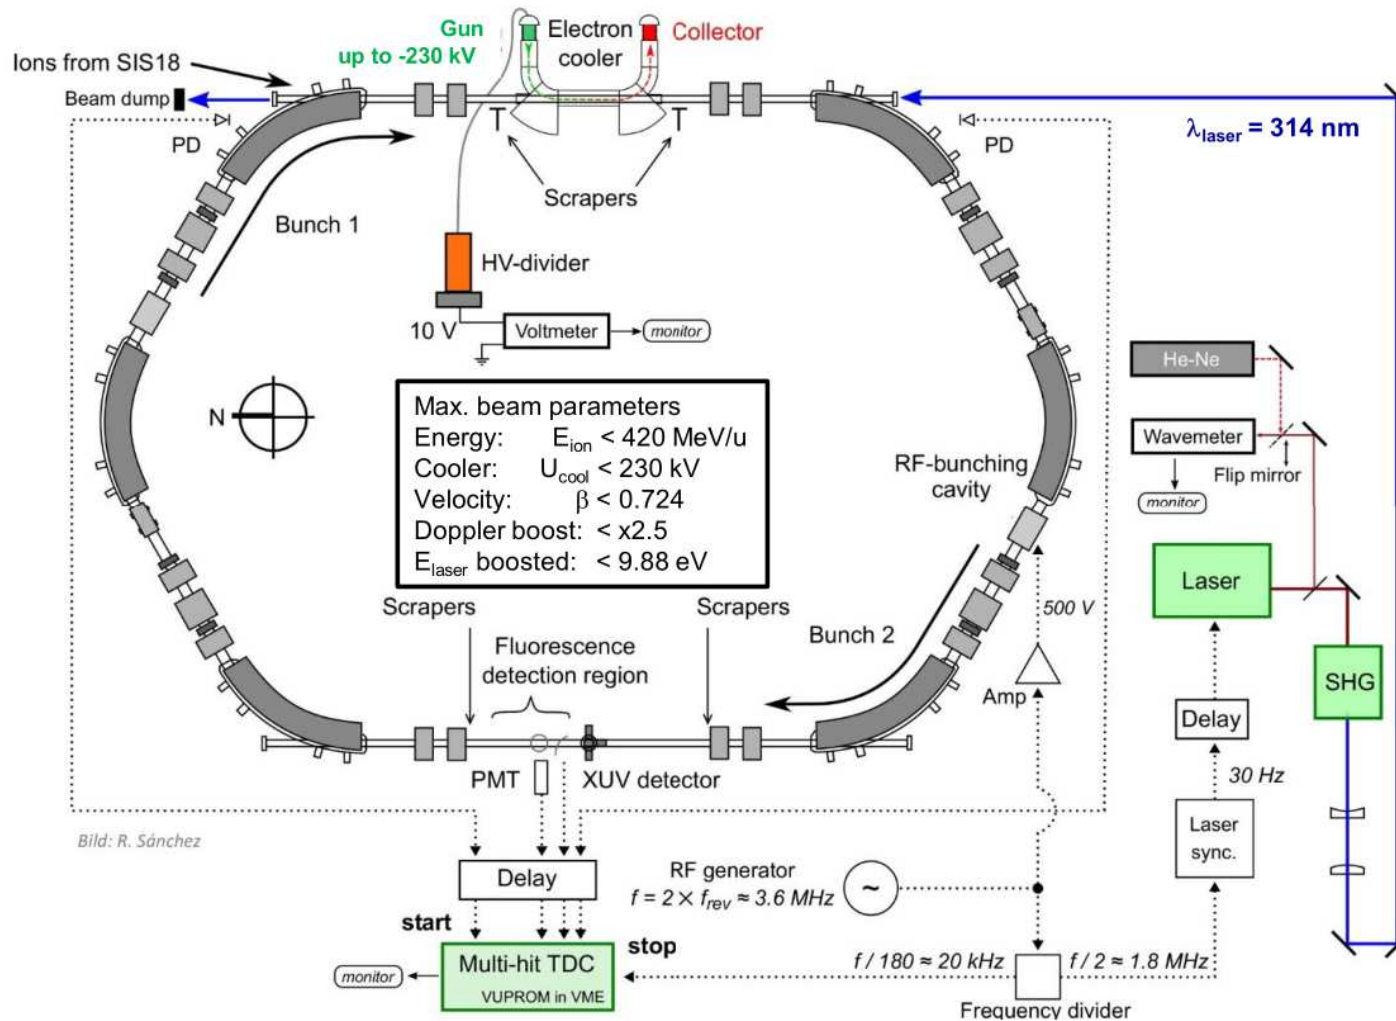 Gun
up to -230 kV
Electron
cooler
Collector
Ions from SIS18
Beam dump
PD
T
T
PD
λlaser = 314 nm
Scrapers
Bunch 1
HV-divider
10 V
Voltmeter
monitor
N
Max. beam parameters
Energy: Eion < 420 MeV/u
Cooler: Ucool < 230 kV
Velocity: β < 0.724
Doppler boost: < x2.5
Elaser boosted: < 9.88 eV
RF-bunching
cavity
He-Ne
Wavemeter
Flip mirror
monitor
Laser
500 V
Scrapers
Scrapers
Fluorescence
detection region
Bunch 2
Amp
SHG
Delay
30 Hz
PMT
XUV detector
Laser
sync.
Bild: R. Sánchez
Delay
RF generator
f = 2 × frev ≈ 3.6 MHz
~
start
stop
Multi-hit TDC
VUPROM in VME
monitor
f / 180 ≈ 20 kHz
f / 2 ≈ 1.8 MHz
Frequency divider